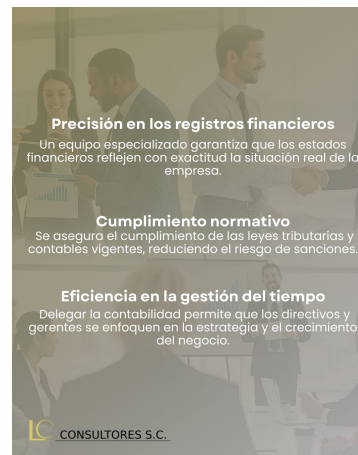 Precisión en los registros financieros
Un equipo especializado garantiza que los estados
financieros reflejen con exactitud la situación real de la
empresa.
Cumplimiento normativo
Se asegura el cumplimiento de las leyes tributarias y
contables vigentes, reduciendo el riesgo de sanciones.
Eficiencia en la gestión del tiempo
Delegar la contabilidad permite que los directivos y
gerentes se enfoquen en la estrategia y el crecimiento
del negocio.
LC CONSULTORES S.C.